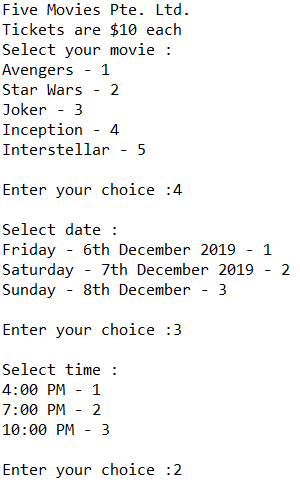 Five Movies Pte. Ltd.
Tickets are $10 each
Select your movie :
Avengers - 1
Star Wars - 2
Joker - 3
Inception - 4
Interstellar - 5
Enter your choice :4
Select date :
Friday - 6th December 2019 - 1
Saturday - 7th December 2019 - 2
Sunday - 8th December - 3
Enter your choice :3
Select time :
4:00 PM - 1
7:00 PM - 2
10:00 PM - 3
Enter your choice :2